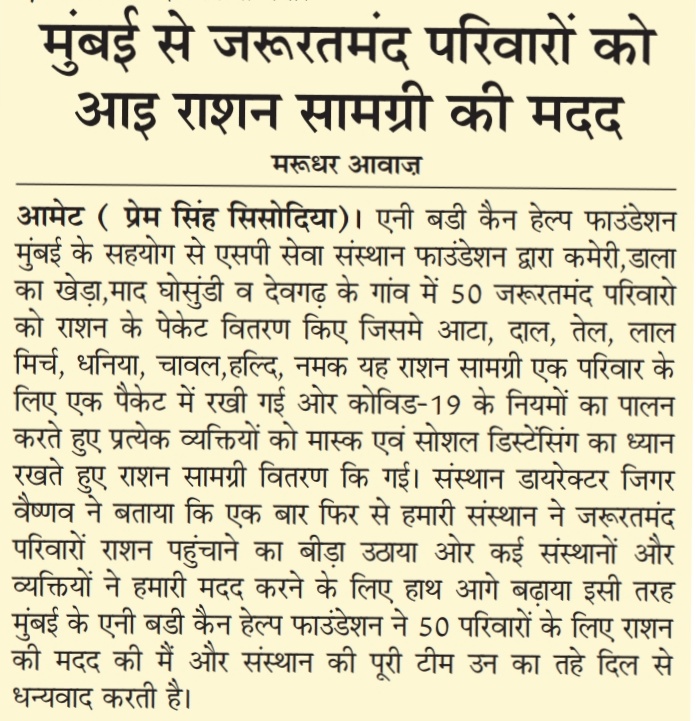 मुंबई से जरूरतमंद परिवारों को
आइ राशन सामग्री की मदद
मरूधर आवाज़
आमेट ( प्रेम सिंह सिसोदिया)। एनी बडी कैन हेल्प फाउंडेशन
मुंबई के सहयोग से एसपी सेवा संस्थान फाउंडेशन द्वारा कमेरी,डाला
का खेड़ा,माद घोसुंडी व देवगढ़ के गांव में 50 जरूरतमंद परिवारो
को राशन के पेकेट वितरण किए जिसमे आटा, दाल, तेल, लाल
मिर्च, धनिया, चावल,हल्दि, नमक यह राशन सामग्री एक परिवार के
लिए एक पैकेट में रखी गई ओर कोविड-19 के नियमों का पालन
करते हुए प्रत्येक व्यक्तियों को मास्क एवं सोशल डिस्टेंसिंग का ध्यान
रखते हुए राशन सामग्री वितरण कि गई। संस्थान डायरेक्टर जिगर
वैष्णव ने बताया कि एक बार फिर से हमारी संस्थान ने जरूरतमंद
परिवारों राशन पहुंचाने का बीड़ा उठाया ओर कई संस्थानों और
व्यक्तियों ने हमारी मदद करने के लिए हाथ आगे बढ़ाया इसी तरह
मुंबई के एनी बडी कैन हेल्प फाउंडेशन ने 50 परिवारों के लिए राशन
की मदद की मैं और संस्थान की पूरी टीम उन का तहे दिल से
धन्यवाद करती है।